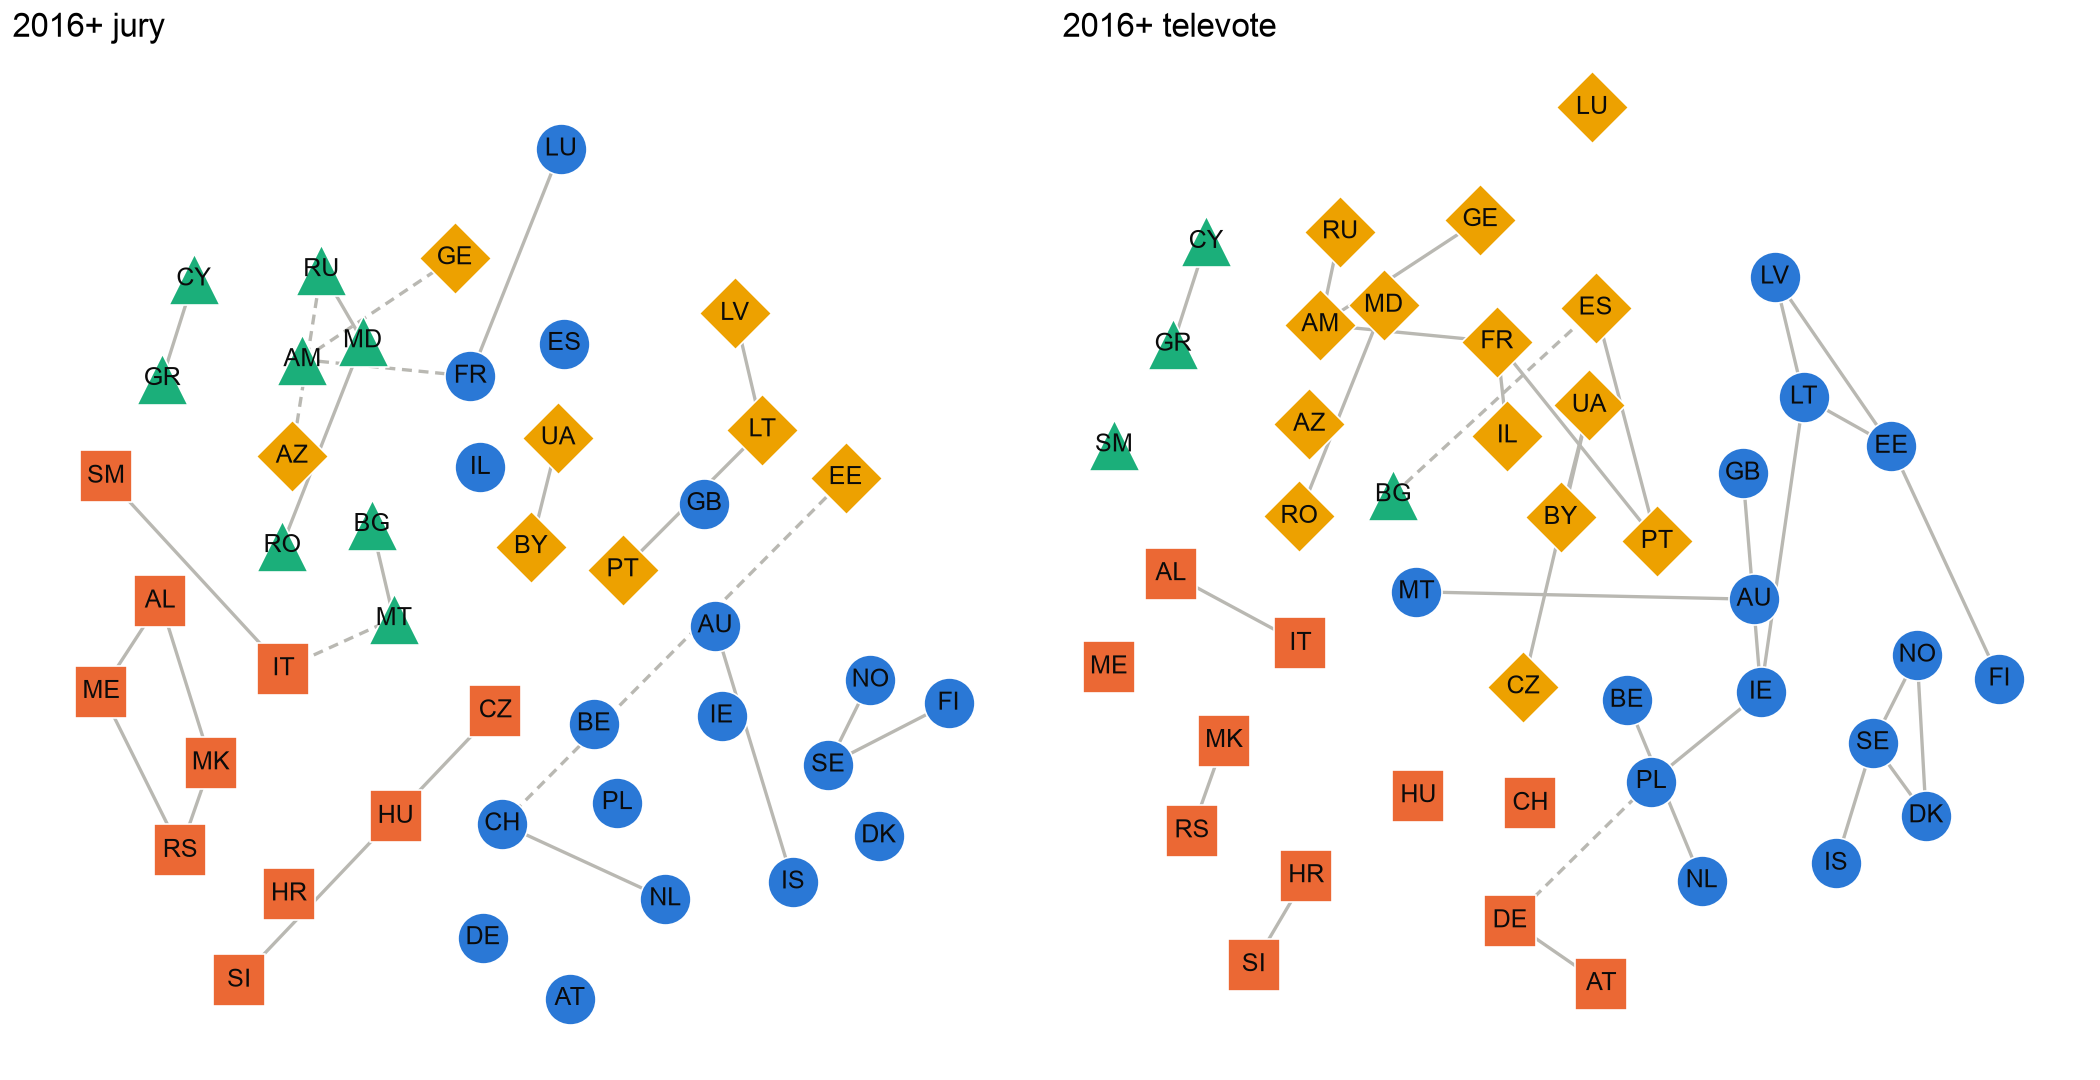 2016+ jury
LU
GE
CY
RU
LV
MD
ES
AM
FR
GR
LT
UA
AZ
IL
SM
EE
GB
BG
RO
BY
PT
AL
MT
AU
IT
NO
ME
FI
CZ
IE
BE
MK
SE
PL
HU
CH
DK
RS
IS
HR
NL
DE
SI
AT
2016+ televote
LU
GE
RU
CY
LV
MD
ES
AM
FR
GR
LT
UA
AZ
IL
SM
EE
GB
BG
RO
BY
PT
AL
MT
AU
IT
NO
ME
FI
CZ
IE
BE
MK
SE
PL
HU
CH
DK
RS
IS
HR
NL
DE
SI
AT